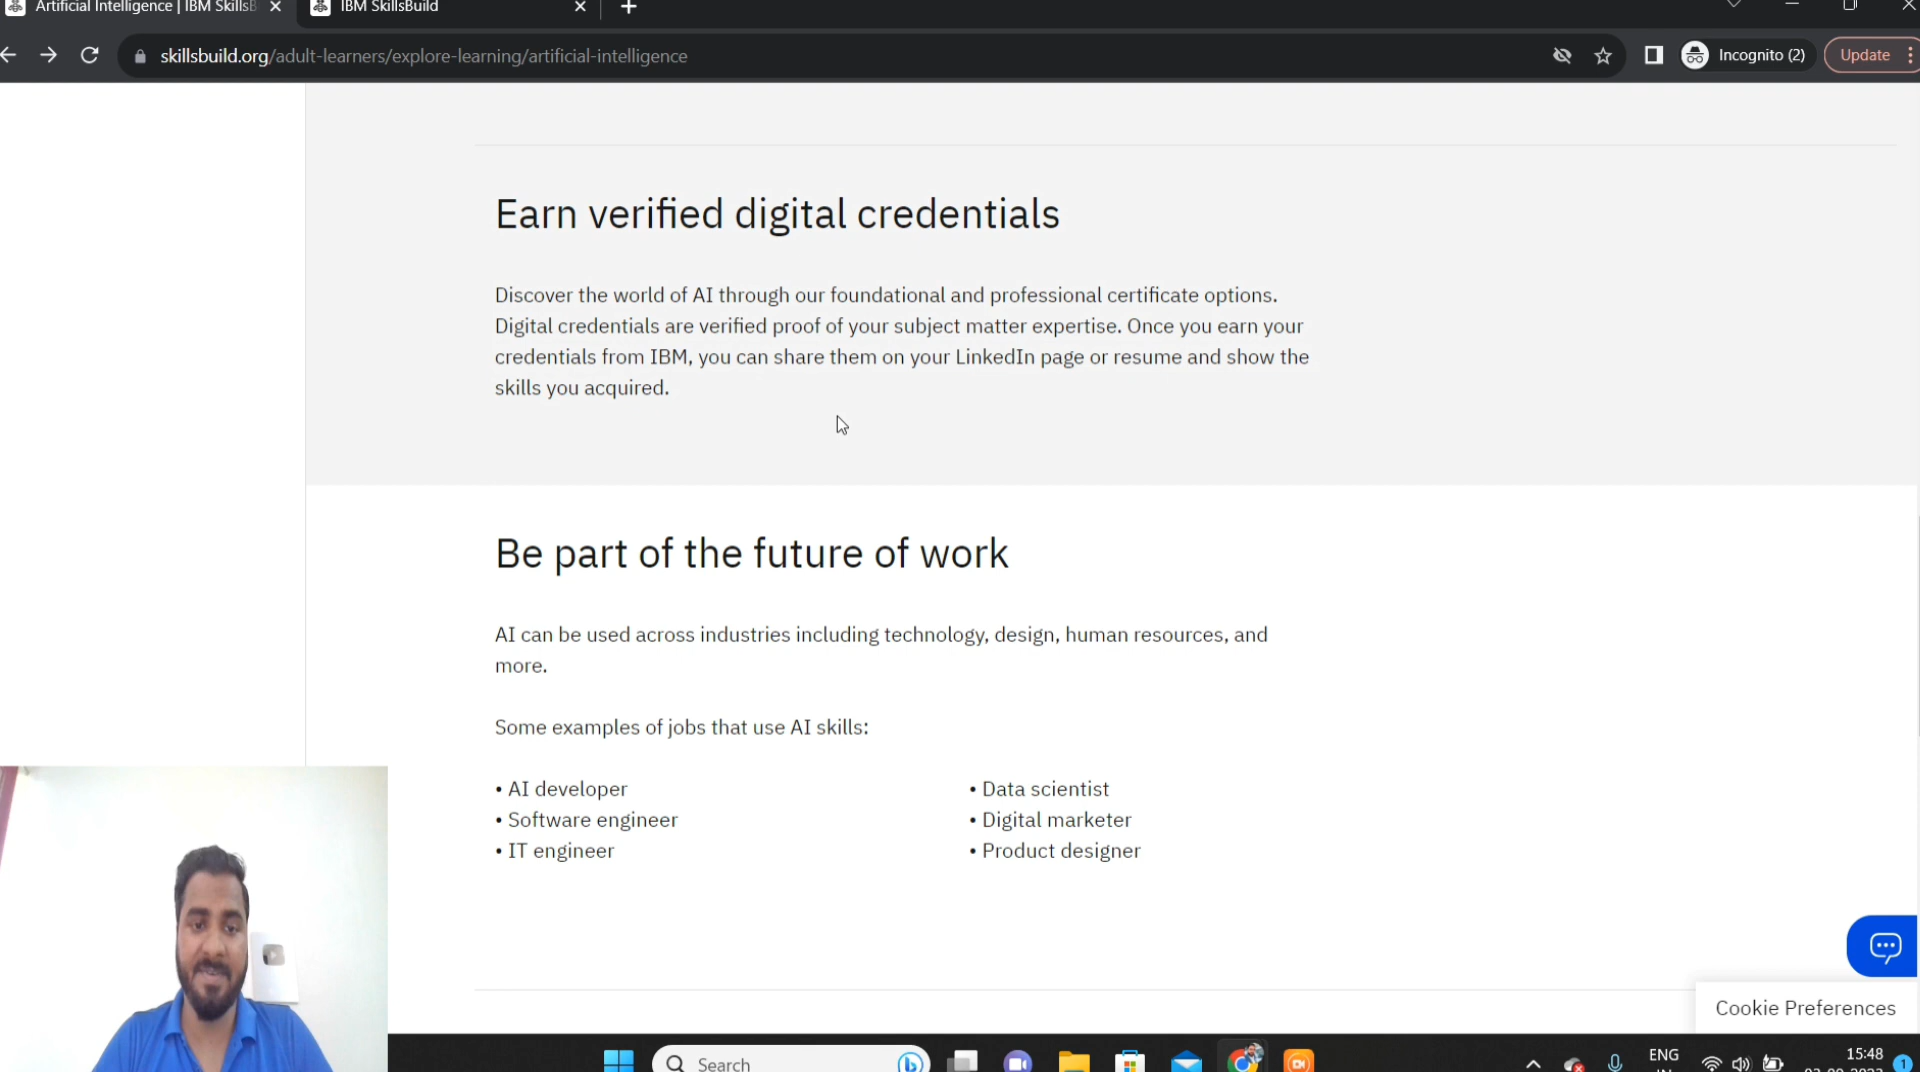 Artificial Intelligence | IBM SkillsB
IBM SkillsBuild
skillsbuild.org/adult-learners/explore-learning/artificial-intelligence
Incognito (2)
Update
Earn verified digital credentials
Discover the world of AI through our foundational and professional certificate options.
Digital credentials are verified proof of your subject matter expertise. Once you earn your
credentials from IBM, you can share them on your LinkedIn page or resume and show the
skills you acquired.
Be part of the future of work
AI can be used across industries including technology, design, human resources, and
more.
Some examples of jobs that use AI skills:
• AI developer
• Software engineer
• IT engineer
• Data scientist
• Digital marketer
• Product designer
Cookie Preferences
Search
ENG
15:48
1